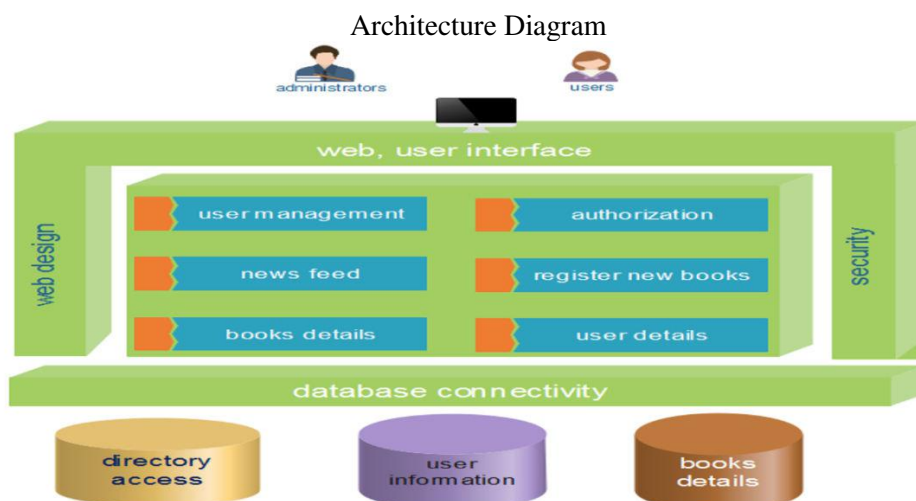 Architecture Diagram
administrators
users
web, user interface
web design
user management
authorization
security
news feed
register new books
books details
user details
database connectivity
directory
access
user
information
books
details